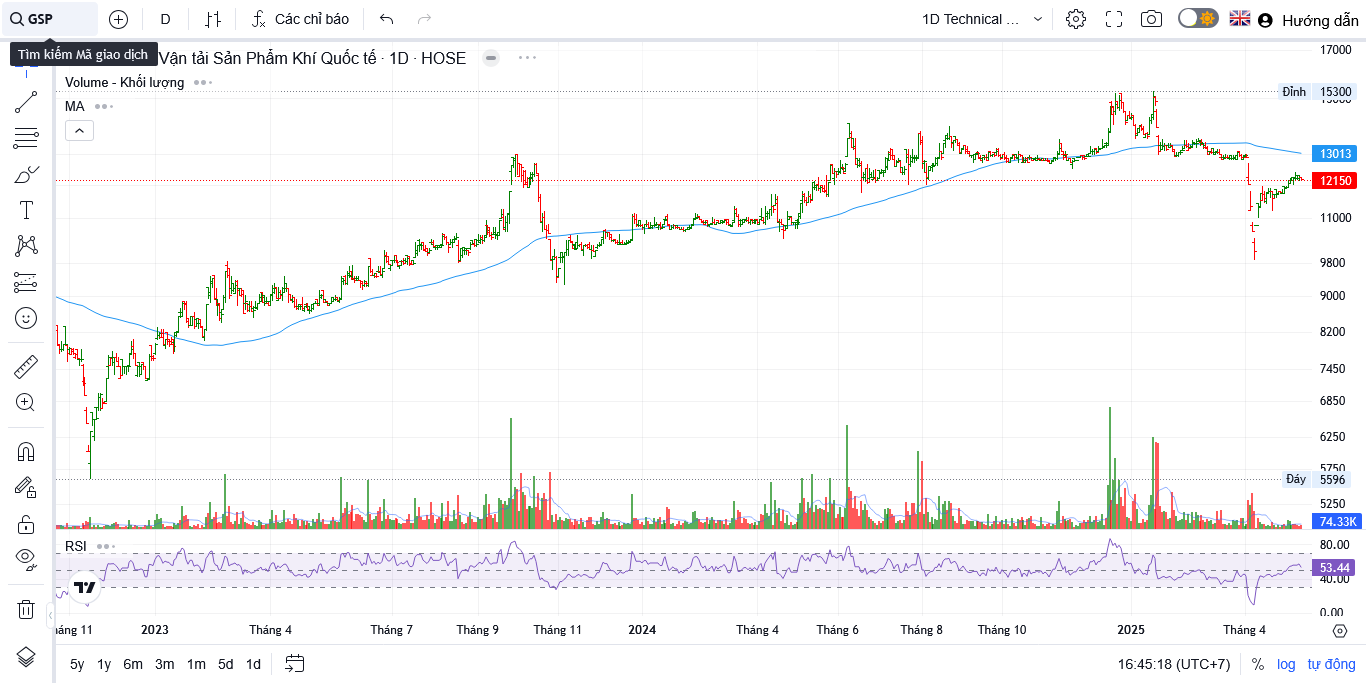 GSP
D
Các chỉ báo
1D Technical ...
Hướng dẫn
Tìm kiếm Mã giao dịch
Vận tải Sản Phẩm Khí Quốc tế · 1D · HOSE
Volume - Khối lượng
MA
17000
Đỉnh 15300
13013
12150
11000
9800
9000
8200
7450
6850
6250
5750
Đáy 5596
5250
74.33K
RSI
80.00
53.44
40.00
0.00
2023
Tháng 4
Tháng 7
Tháng 9
Tháng 11
2024
Tháng 4
Tháng 6
Tháng 8
Tháng 10
2025
Tháng 4
5y 1y 6m 3m 1m 5d 1d
16:45:18 (UTC+7)
% log tự động